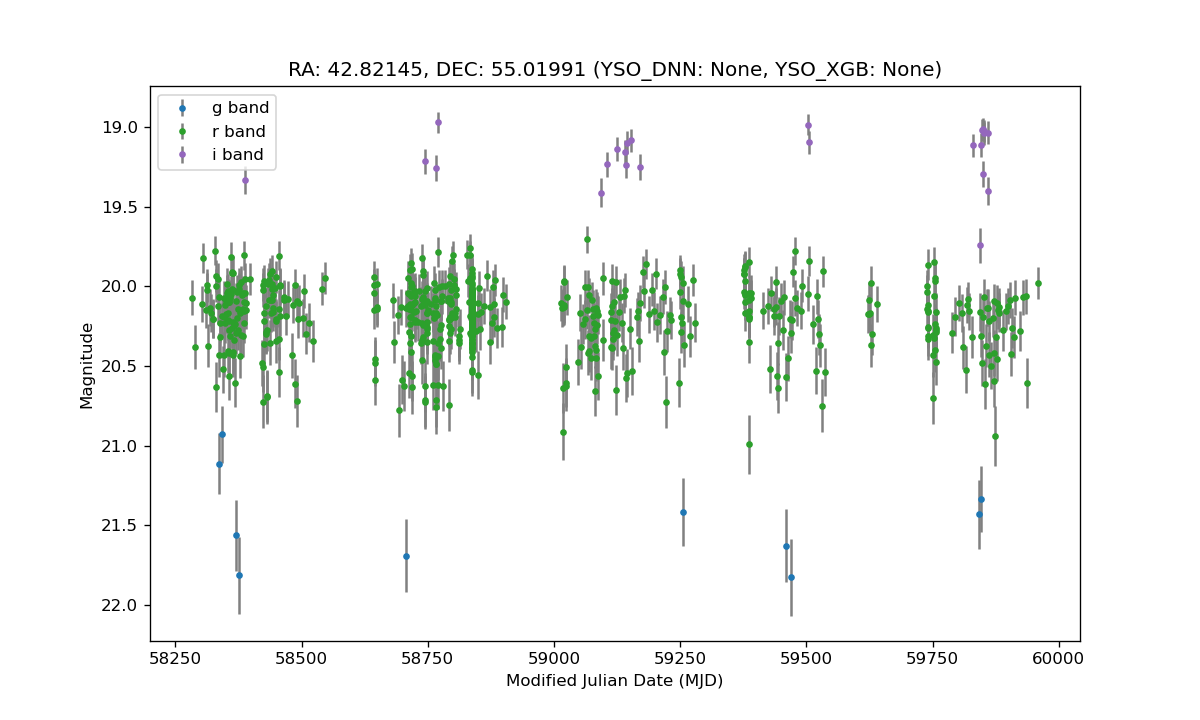 RA: 42.82145, DEC: 55.01991 (YSO_DNN: None, YSO_XGB: None)
g band
r band
i band
19.0
19.5
20.0
20.5
21.0
21.5
22.0
Magnitude
58250 58500 58750 59000 59250 59500 59750 60000
Modified Julian Date (MJD)